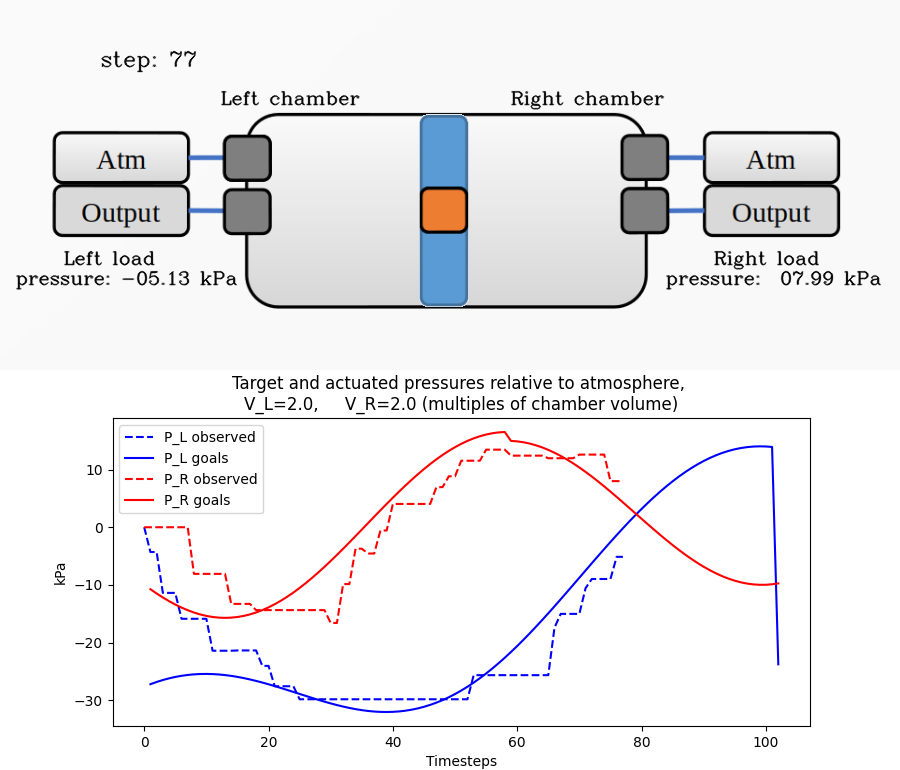 step: 77
Left chamber
Right chamber
Atm
Atm
Output
Output
Left load
pressure: -05.13 kPa
Right load
pressure: 07.99 kPa
Target and actuated pressures relative to atmosphere,
V_L=2.0, V_R=2.0 (multiples of chamber volume)
P_L observed
P_L goals
P_R observed
P_R goals
10
0
−10
−20
−30
kPa
0 20 40 60 80 100
Timesteps